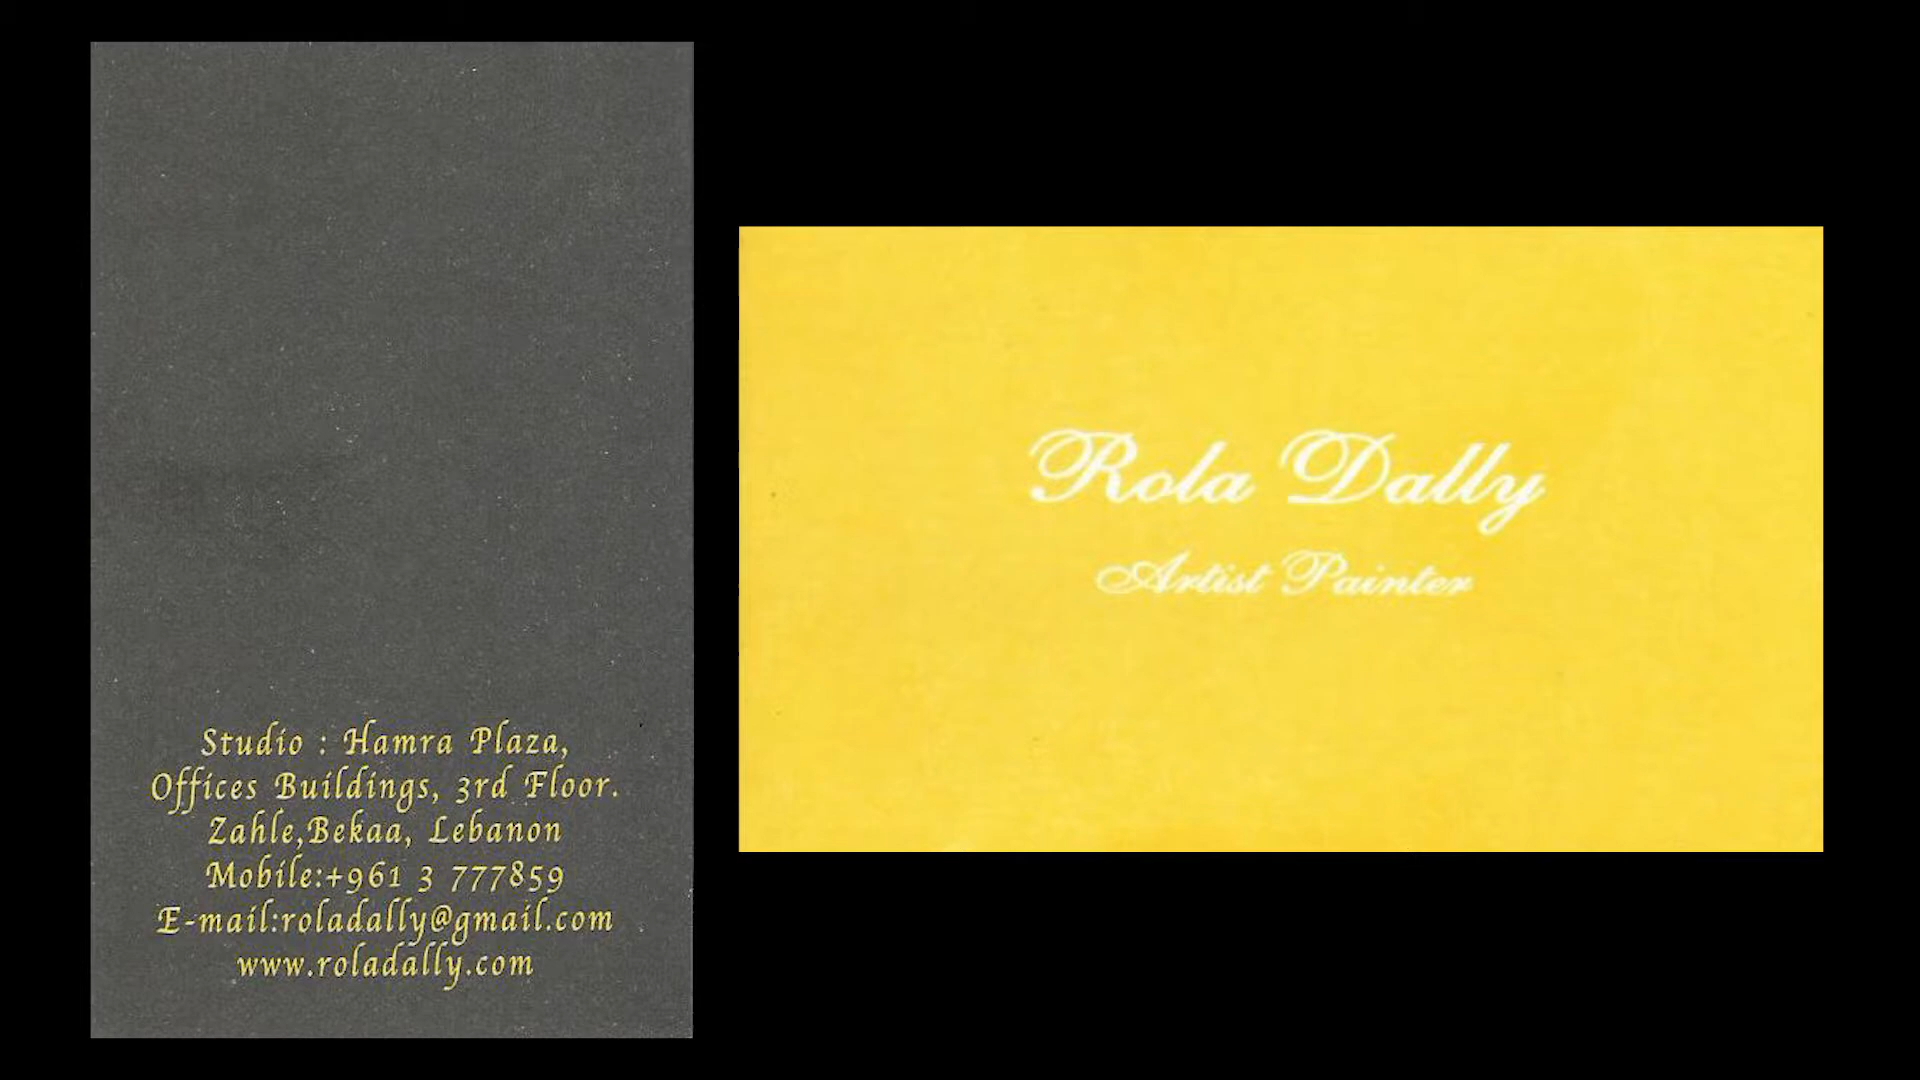 Studio : Hamra Plaza,
Offices Buildings, 3rd Floor.
Zahle,Bekaa, Lebanon
Mobile:+961 3 777859
E-mail:roladally@gmail.com
www.roladally.com
Rola Dally
Artist Painter